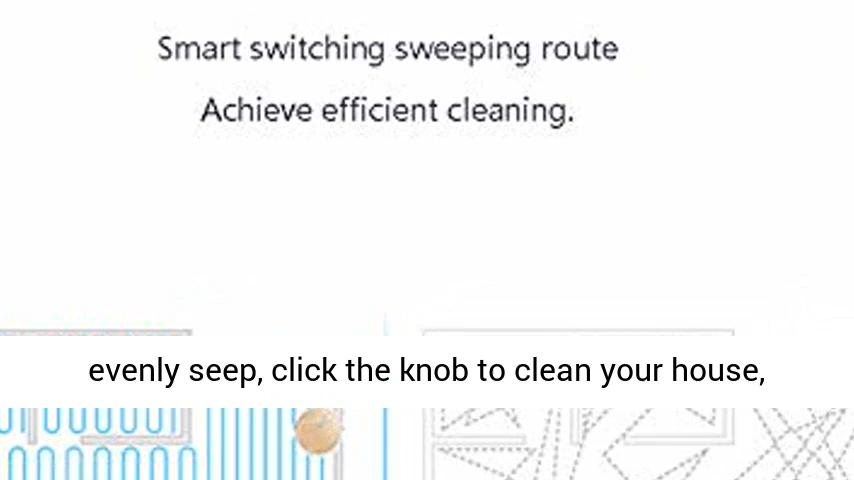 Smart switching sweeping route
Achieve efficient cleaning.
evenly seep, click the knob to clean your house,